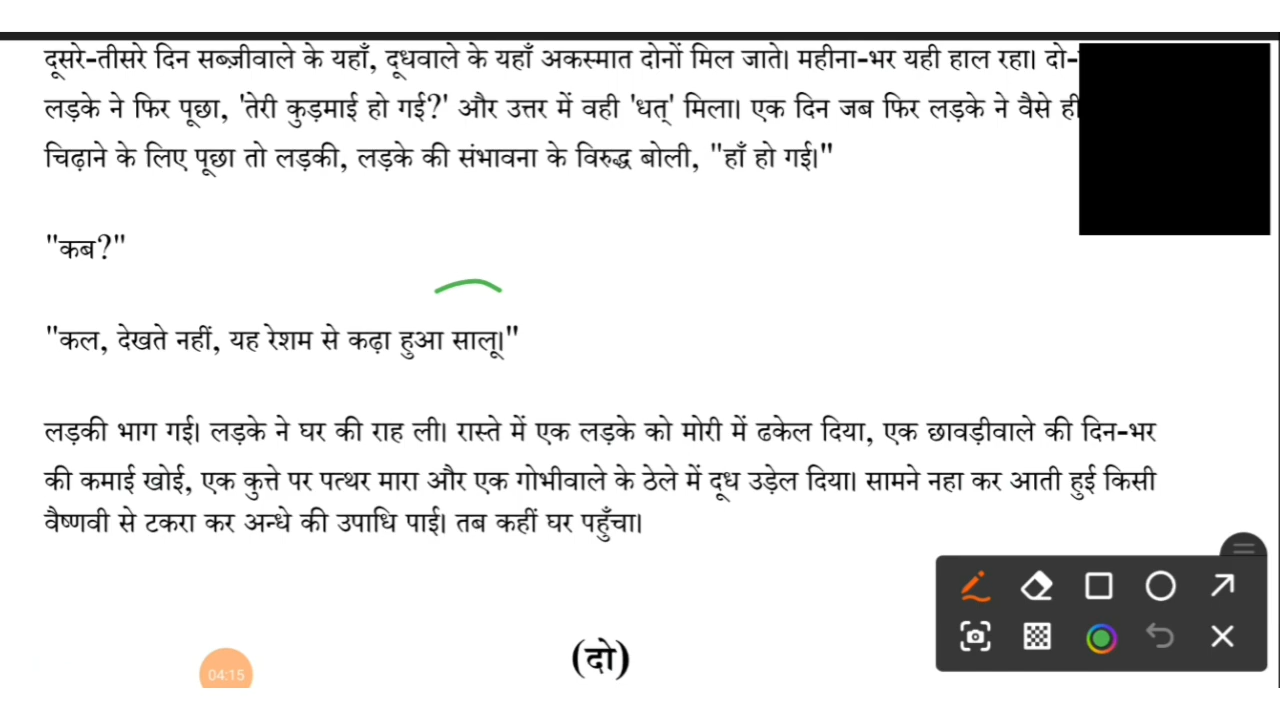 दूसरे-तीसरे दिन सब्ज़ीवाले के यहाँ, दूधवाले के यहाँ अकस्मात दोनों मिल जाते। महीना-भर यही हाल रहा। दो-
लड़के ने फिर पूछा, 'तेरी कुड़माई हो गई?' और उत्तर में वही 'धत्' मिला। एक दिन जब फिर लड़के ने वैसे ही
चिढ़ाने के लिए पूछा तो लड़की, लड़के की संभावना के विरुद्ध बोली, "हाँ हो गई।"
"कब?"
"कल, देखते नहीं, यह रेशम से कढ़ा हुआ सालू।"
लड़की भाग गई। लड़के ने घर की राह ली। रास्ते में एक लड़के को मोरी में ढकेल दिया, एक छावड़ीवाले की दिन-भर
की कमाई खोई, एक कुत्ते पर पत्थर मारा और एक गोभीवाले के ठेले में दूध उड़ेल दिया। सामने नहा कर आती हुई किसी
वैष्णवी से टकरा कर अन्धे की उपाधि पाई। तब कहीं घर पहुँचा।
(दो)
04:15